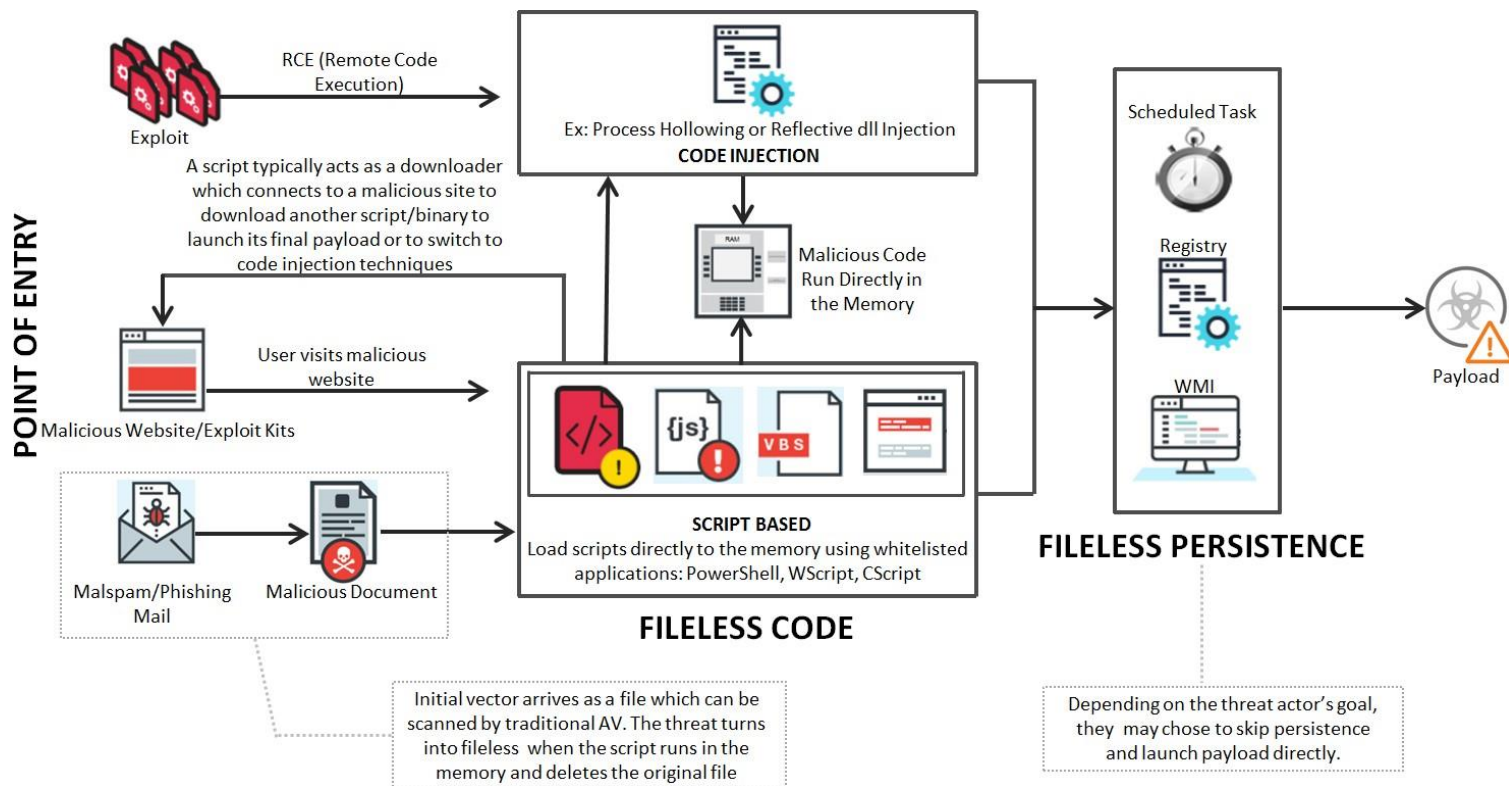 RCE (Remote Code
Execution)
Exploit
A script typically acts as a downloader
which connects to a malicious site to
download another script/binary to
launch its final payload or to switch to
code injection techniques
POINT OF ENTRY
User visits malicious
website
Malicious Website/Exploit Kits
Malspam/Phishing
Mail
Malicious Document
Ex: Process Hollowing or Reflective dll Injection
CODE INJECTION
RAM
Malicious Code
Run Directly in
the Memory
</>
!
{js}
!
VBS
SCRIPT BASED
Load scripts directly to the memory using whitelisted
applications: PowerShell, WScript, CScript
FILELESS CODE
Initial vector arrives as a file which can be
scanned by traditional AV. The threat turns
into fileless when the script runs in the
memory and deletes the original file
Scheduled Task
Registry
WMI
FILELESS PERSISTENCE
Depending on the threat actor’s goal,
they may chose to skip persistence
and launch payload directly.
!
Payload